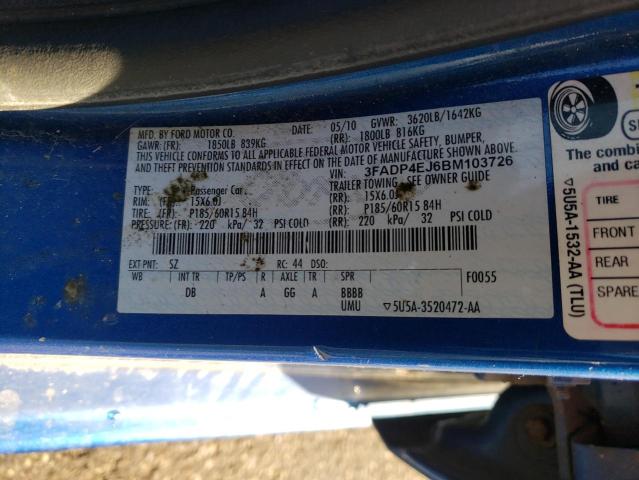 MFD. BY FORD MOTOR CO.
DATE: 05/10 GVWR: 3620LB/1642KG
GAWR: (FR): 1850LB 839KG (RR): 1800LB 816KG
THIS VEHICLE CONFORMS TO ALL APPLICABLE FEDERAL MOTOR VEHICLE SAFETY, BUMPER,
AND THEFT PREVENTION STANDARDS IN EFFECT ON THE DATE OF MANUFACTURE SHOWN ABOVE.
VIN: 3FADP4EJ6BM103726
TYPE: Passenger Car TRAILER TOWING - SEE OWNER GUIDE
RIM: (FR): 15X6.0J (RR): 15X6.0J
TIRE: (FR): P185/60R15 84H (RR): P185/60R15 84H
PRESSURE: (FR): 220 kPa/ 32 PSI COLD (RR): 220 kPa/ 32 PSI COLD
EXT PNT: SZ RC: 44 DSO:
WB INT TR TP/PS R AXLE TR SPR F0055
DB A GG A BBBB
UMU ▽5U5A-3520472-AA
The combin
and ca
TIRE
FRONT
REAR
SPARE
▽5U5A-1532-AA (TLU)